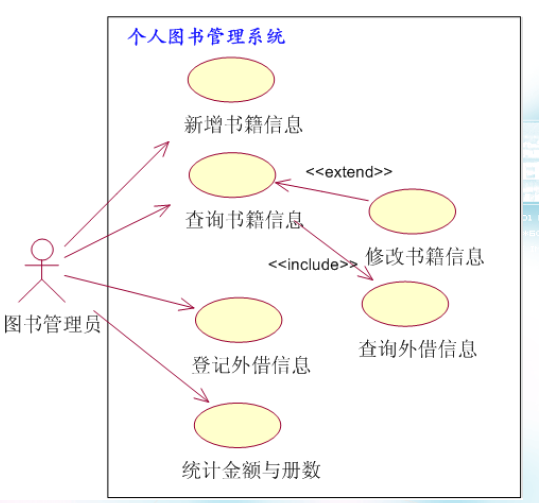 个人图书管理系统
新增书籍信息
<<extend>>
查询书籍信息
修改书籍信息
<<include>>
图书管理员
查询外借信息
登记外借信息
统计金额与册数